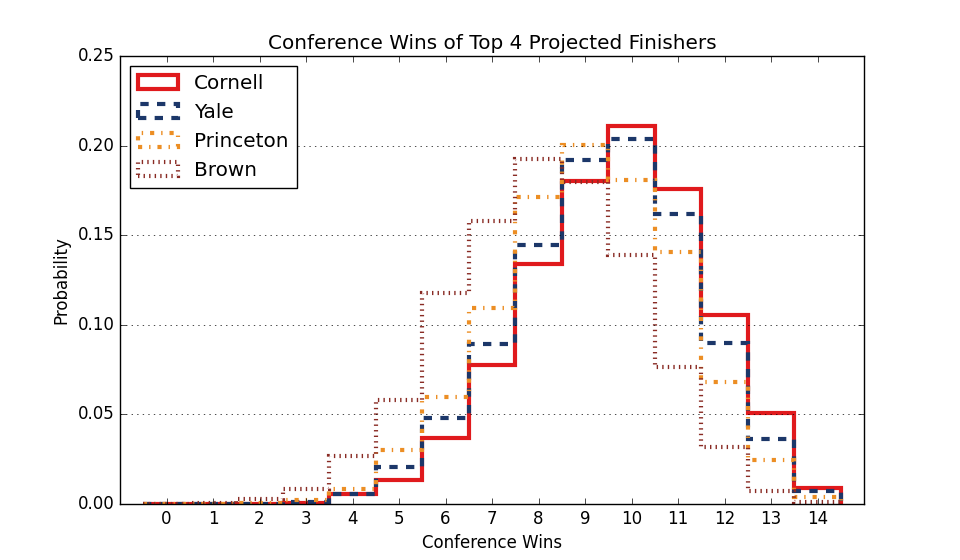 Conference Wins of Top 4 Projected Finishers
0.25
0.20
0.15
0.10
0.05
0.00
Probability
Cornell
Yale
Princeton
Brown
0 1 2 3 4 5 6 7 8 9 10 11 12 13 14
Conference Wins